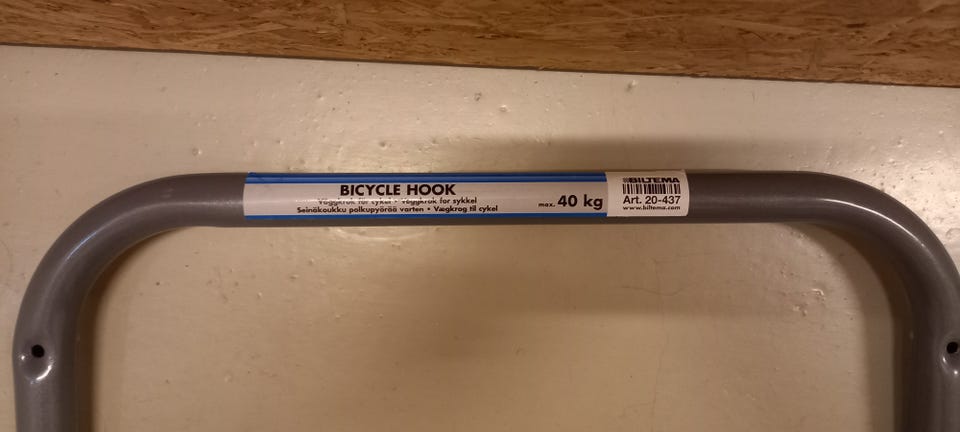 BICYCLE HOOK
Väggkrok för cykel • Veggkrok for sykkel
Seinäkoukku polkupyörää varten • Vægkrog til cykel
max. 40 kg
BILTEMA
Art. 20-437
www.biltema.com